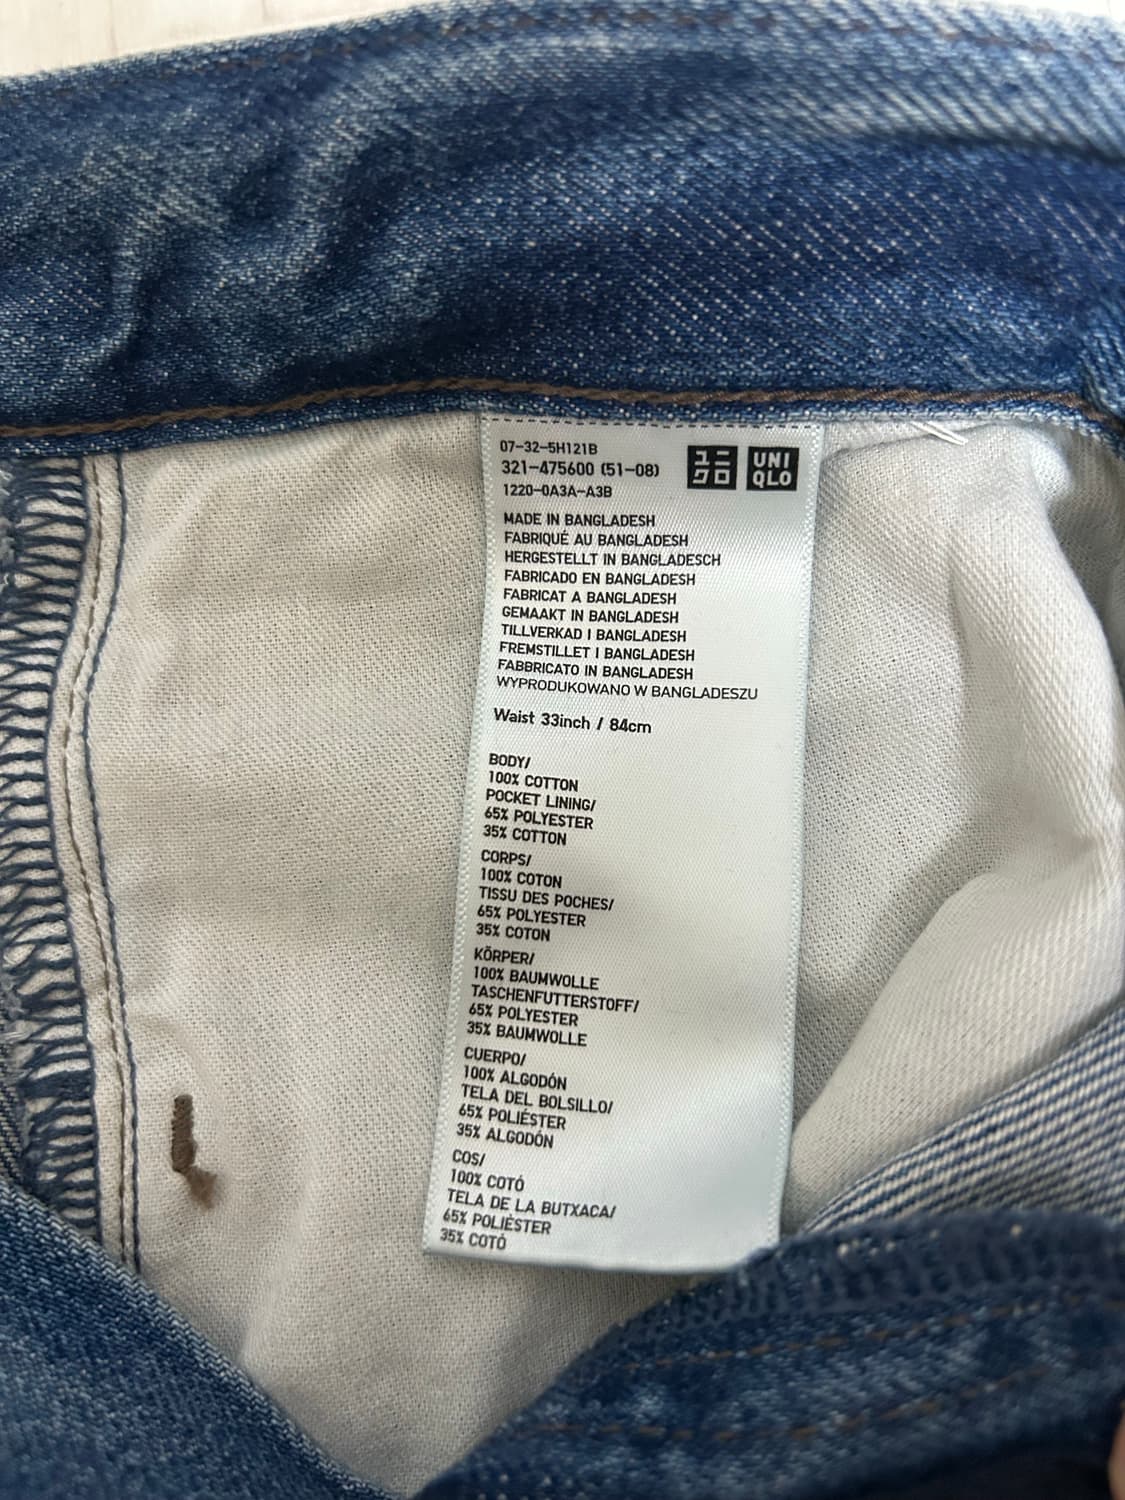 07-32-5H121B
321-475600 (51-08)
1220-0A3A-A3B
ユニ
クロ
UNI
QLO
MADE IN BANGLADESH
FABRIQUÉ AU BANGLADESH
HERGESTELLT IN BANGLADESCH
FABRICADO EN BANGLADESH
FABRICAT A BANGLADESH
GEMAAKT IN BANGLADESH
TILLVERKAD I BANGLADESH
FREMSTILLET I BANGLADESH
FABBRICATO IN BANGLADESH
WYPRODUKOWANO W BANGLADESZU
Waist 33inch / 84cm
BODY/
100% COTTON
POCKET LINING/
65% POLYESTER
35% COTTON
CORPS/
100% COTON
TISSU DES POCHES/
65% POLYESTER
35% COTON
KÖRPER/
100% BAUMWOLLE
TASCHENFUTTERSTOFF/
65% POLYESTER
35% BAUMWOLLE
CUERPO/
100% ALGODÓN
TELA DEL BOLSILLO/
65% POLIÉSTER
35% ALGODÓN
COS/
100% COTÓ
TELA DE LA BUTXACA/
65% POLIÈSTER
35% COTÓ